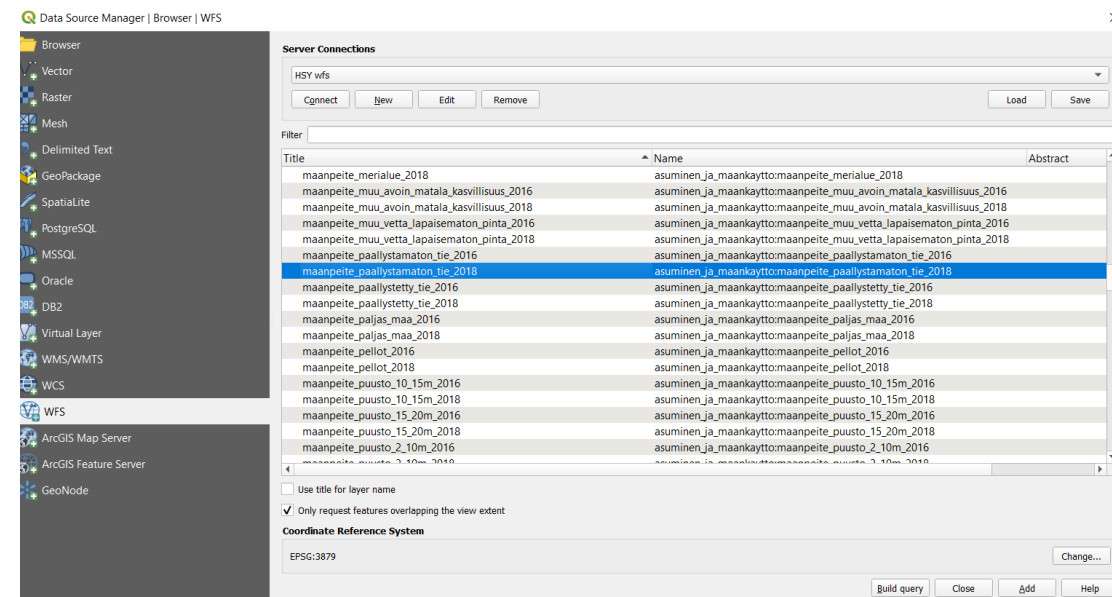 Data Source Manager | Browser | WFS
Browser
Vector
Raster
Mesh
Delimited Text
GeoPackage
SpatiaLite
PostgreSQL
MSSQL
Oracle
DB2
DB2
Virtual Layer
WMS/WMTS
WCS
WFS
ArcGIS Map Server
ArcGIS Feature Server
GeoNode
Server Connections
HSY wfs
Connect New Edit Remove Load Save
Filter
Title Name Abstract
maanpeite_merialue_2018 asuminen_ja_maankaytto:maanpeite_merialue_2018
maanpeite_muu_avoin_matala_kasvillisuus_2016 asuminen_ja_maankaytto:maanpeite_muu_avoin_matala_kasvillisuus_2016
maanpeite_muu_avoin_matala_kasvillisuus_2018 asuminen_ja_maankaytto:maanpeite_muu_avoin_matala_kasvillisuus_2018
maanpeite_muu_vetta_lapaisematon_pinta_2016 asuminen_ja_maankaytto:maanpeite_muu_vetta_lapaisematon_pinta_2016
maanpeite_muu_vetta_lapaisematon_pinta_2018 asuminen_ja_maankaytto:maanpeite_muu_vetta_lapaisematon_pinta_2018
maanpeite_paallystamaton_tie_2016 asuminen_ja_maankaytto:maanpeite_paallystamaton_tie_2016
maanpeite_paallystamaton_tie_2018 asuminen_ja_maankaytto:maanpeite_paallystamaton_tie_2018
maanpeite_paallystetty_tie_2016 asuminen_ja_maankaytto:maanpeite_paallystetty_tie_2016
maanpeite_paallystetty_tie_2018 asuminen_ja_maankaytto:maanpeite_paallystetty_tie_2018
maanpeite_paljas_maa_2016 asuminen_ja_maankaytto:maanpeite_paljas_maa_2016
maanpeite_paljas_maa_2018 asuminen_ja_maankaytto:maanpeite_paljas_maa_2018
maanpeite_pellot_2016 asuminen_ja_maankaytto:maanpeite_pellot_2016
maanpeite_pellot_2018 asuminen_ja_maankaytto:maanpeite_pellot_2018
maanpeite_puusto_10_15m_2016 asuminen_ja_maankaytto:maanpeite_puusto_10_15m_2016
maanpeite_puusto_10_15m_2018 asuminen_ja_maankaytto:maanpeite_puusto_10_15m_2018
maanpeite_puusto_15_20m_2016 asuminen_ja_maankaytto:maanpeite_puusto_15_20m_2016
maanpeite_puusto_15_20m_2018 asuminen_ja_maankaytto:maanpeite_puusto_15_20m_2018
maanpeite_puusto_2_10m_2016 asuminen_ja_maankaytto:maanpeite_puusto_2_10m_2016
maanpeite_puusto_2_10m_2018 asuminen_ja_maankaytto:maanpeite_puusto_2_10m_2018
Use title for layer name
Only request features overlapping the view extent
Coordinate Reference System
EPSG:3879 Change...
Build query Close Add Help